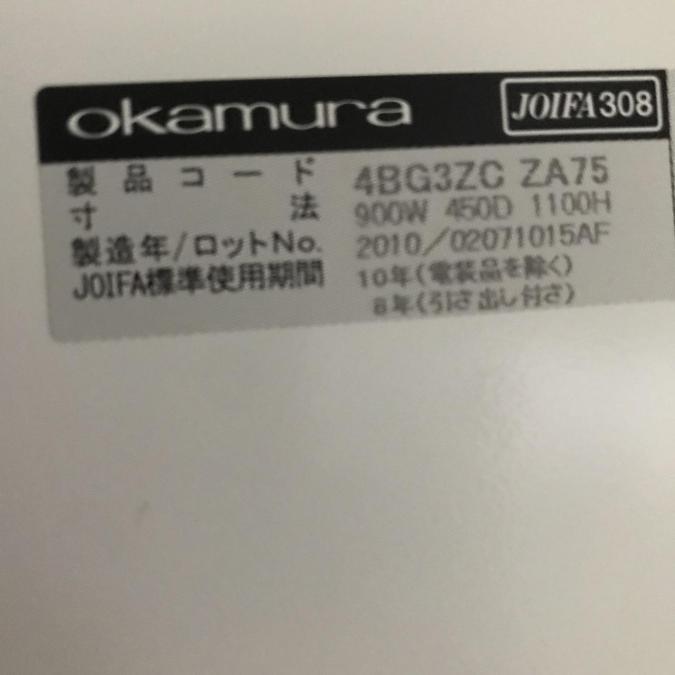 okamura JOIFA308
製品コード 4BG3ZC ZA75
寸法 900W 450D 1100H
製造年/ロットNo. 2010/02071015AF
JOIFA標準使用期間 10年(電装品を除く)
8年(引き出し付き)